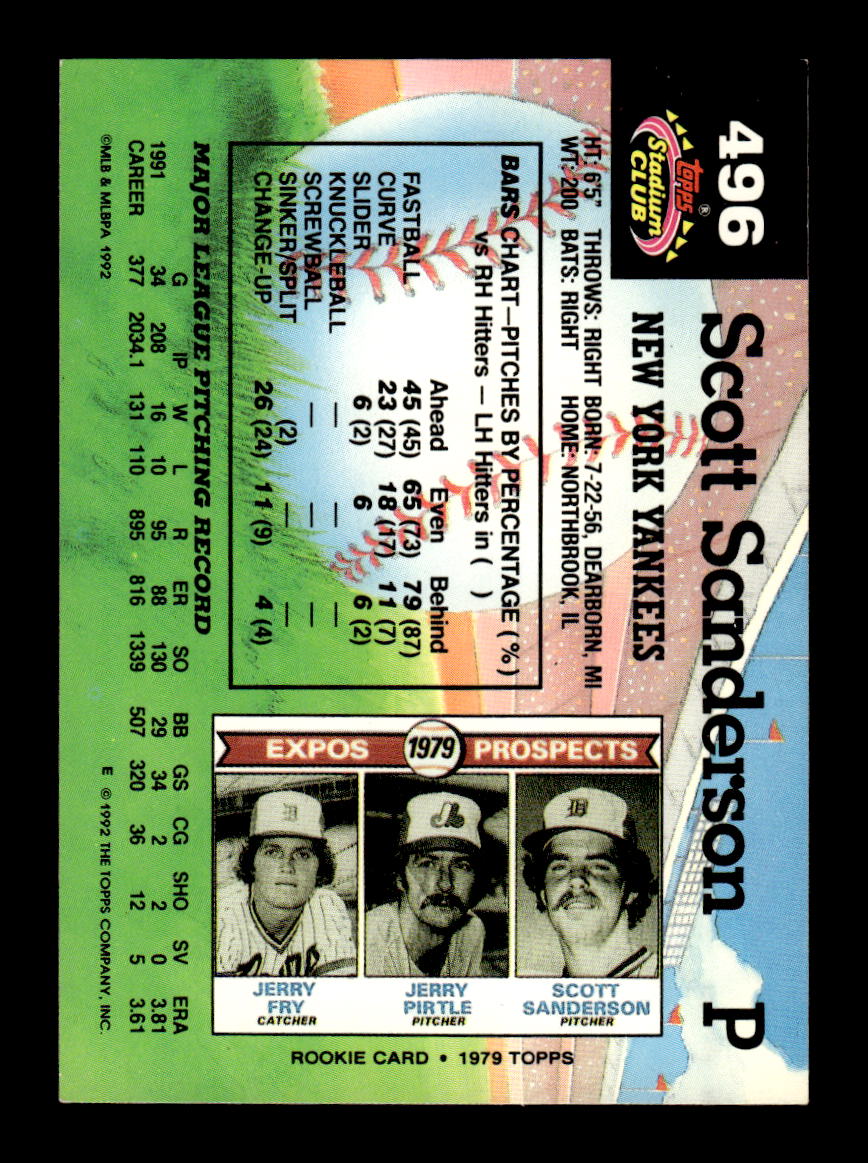 496
topps®
Stadium
CLUB
Scott Sanderson P
NEW YORK YANKEES
HT: 6'5" THROWS: RIGHT BORN: 7-22-56, DEARBORN, MI
WT: 200 BATS: RIGHT HOME: NORTHBROOK, IL
BARS CHART—PITCHES BY PERCENTAGE (%)
vs RH Hitters — LH Hitters in ( )
Ahead Even Behind
FASTBALL 45 (45) 65 (73) 79 (87)
CURVE 23 (27) 18 (17) 11 (7)
SLIDER 6 (2) 6 6 (2)
KNUCKLEBALL — — —
SCREWBALL — — —
SINKER/SPLIT (2) — —
CHANGE-UP 26 (24) 11 (9) 4 (4)
EXPOS 1979 PROSPECTS
JERRY FRY
CATCHER
JERRY PIRTLE
PITCHER
SCOTT SANDERSON
PITCHER
ROOKIE CARD • 1979 TOPPS
MAJOR LEAGUE PITCHING RECORD
G IP W L R ER SO BB GS CG SHO SV ERA
1991 34 208 16 10 95 88 130 29 34 2 2 0 3.81
CAREER 377 2034.1 131 110 895 816 1339 507 320 36 12 5 3.61
©MLB & MLBPA 1992
E © 1992 THE TOPPS COMPANY, INC.